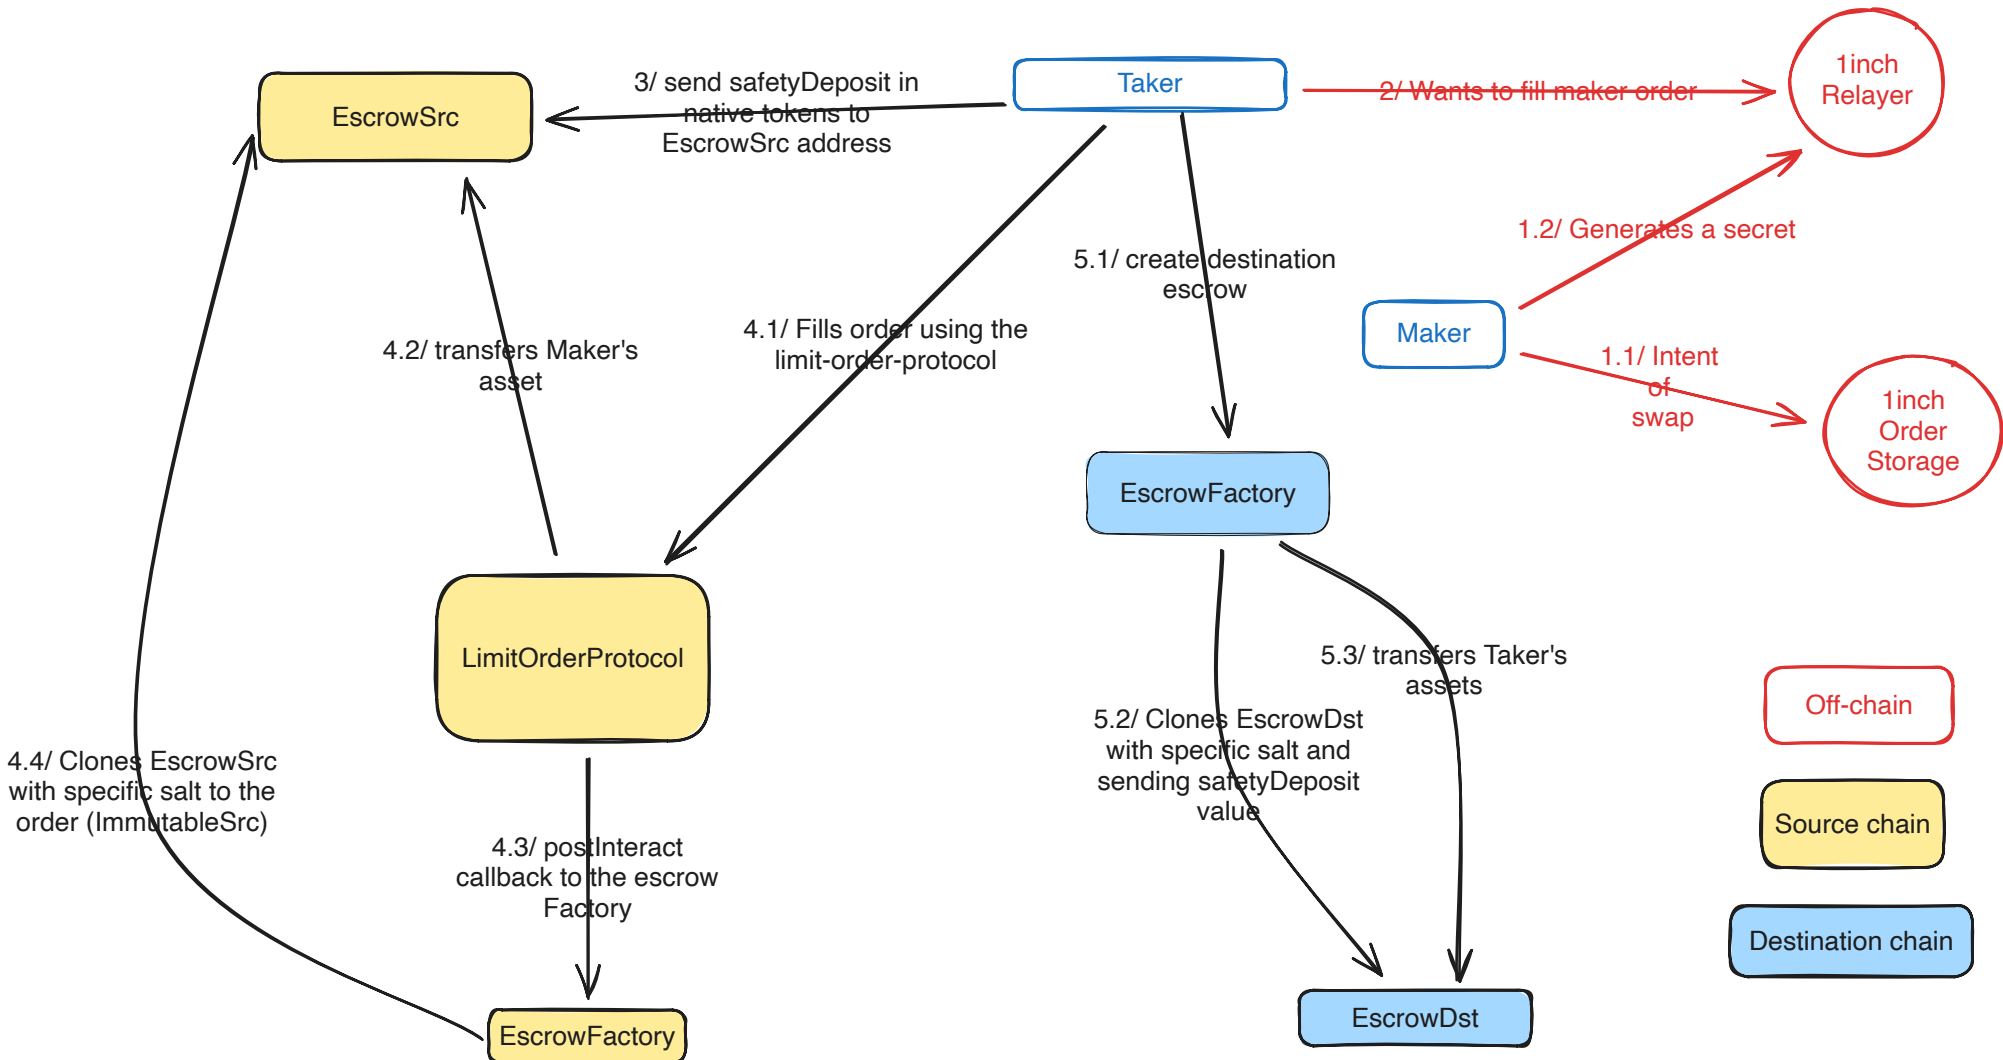 EscrowSrc
3/ send safetyDeposit in
native tokens to
EscrowSrc address
Taker
2/ Wants to fill maker order
1inch
Relayer
1.2/ Generates a secret
5.1/ create destination
escrow
Maker
1.1/ Intent
of
swap
1inch
Order
Storage
4.2/ transfers Maker's
asset
4.1/ Fills order using the
limit-order-protocol
EscrowFactory
LimitOrderProtocol
5.3/ transfers Taker's
assets
5.2/ Clones EscrowDst
with specific salt and
sending safetyDeposit
value
4.4/ Clones EscrowSrc
with specific salt to the
order (ImmutableSrc)
4.3/ postInteract
callback to the escrow
Factory
EscrowFactory
EscrowDst
Off-chain
Source chain
Destination chain